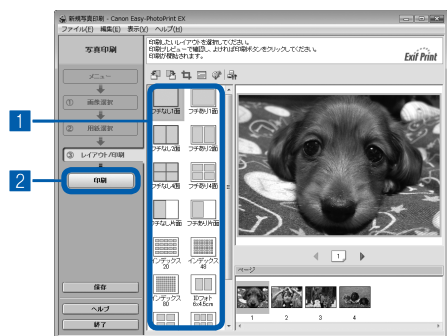 新規写真印刷 - Canon Easy-PhotoPrint EX
ファイル(F) 編集(E) 表示(V) ヘルプ(H)
写真印刷
印刷したいレイアウトを選択してください。
印刷プレビューで確認し、よければ印刷ボタンをクリックしてください。
印刷が開始されます。
Exif Print
メニュー
① 画像選択
② 用紙選択
③ レイアウト/印刷
印刷
保存
ヘルプ
終了
1
2
フチなし1面 フチあり1面
フチなし2面 フチあり2面
フチなし4面 フチあり4面
フチなし片面 フチあり片面
インデックス 20 インデックス 48
インデックス 80 IDフォト 6x4.5cm
1
ページ
1 2 3 4